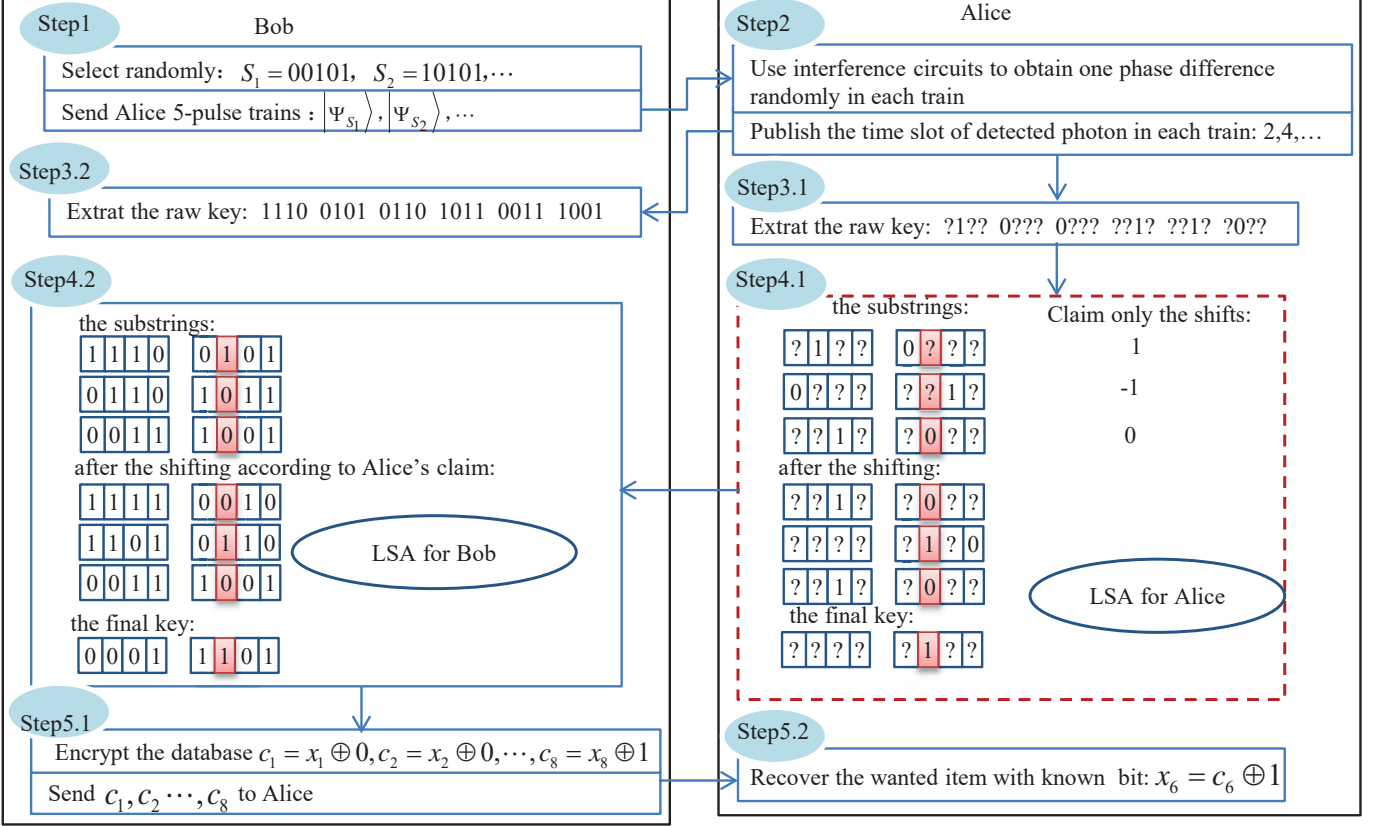 Bob
Step1
Select randomly: S₁ = 00101, S₂ = 10101,⋯
Send Alice 5-pulse trains : |Ψ_S₁⟩, |Ψ_S₂⟩, ⋯
Alice
Step2
Use interference circuits to obtain one phase difference
randomly in each train
Publish the time slot of detected photon in each train: 2,4,…
Step3.2
Extrat the raw key: 1110 0101 0110 1011 0011 1001
Step3.1
Extrat the raw key: ?1?? 0??? 0??? ??1? ??1? ?0??
Step4.2
the substrings:
1 1 1 0 0 1 0 1
0 1 1 0 1 0 1 1
0 0 1 1 1 0 0 1
after the shifting according to Alice's claim:
1 1 1 1 0 0 1 0
1 1 0 1 0 1 1 0
0 0 1 1 1 0 0 1
LSA for Bob
the final key:
0 0 0 1 1 1 0 1
Step4.1
the substrings:
Claim only the shifts:
? 1 ? ? 0 ? ? ? 1
0 ? ? ? ? ? 1 ? -1
? ? 1 ? ? 0 ? ? 0
after the shifting:
? ? 1 ? ? 0 ? ?
? ? ? ? ? 1 ? 0
? ? 1 ? ? 0 ? ?
LSA for Alice
the final key:
? ? ? ? ? 1 ? ?
Step5.1
Encrypt the database c₁ = x₁ ⊕ 0, c₂ = x₂ ⊕ 0, ⋯, c₈ = x₈ ⊕ 1
Send c₁, c₂ ⋯, c₈ to Alice
Step5.2
Recover the wanted item with known bit: x₆ = c₆ ⊕ 1